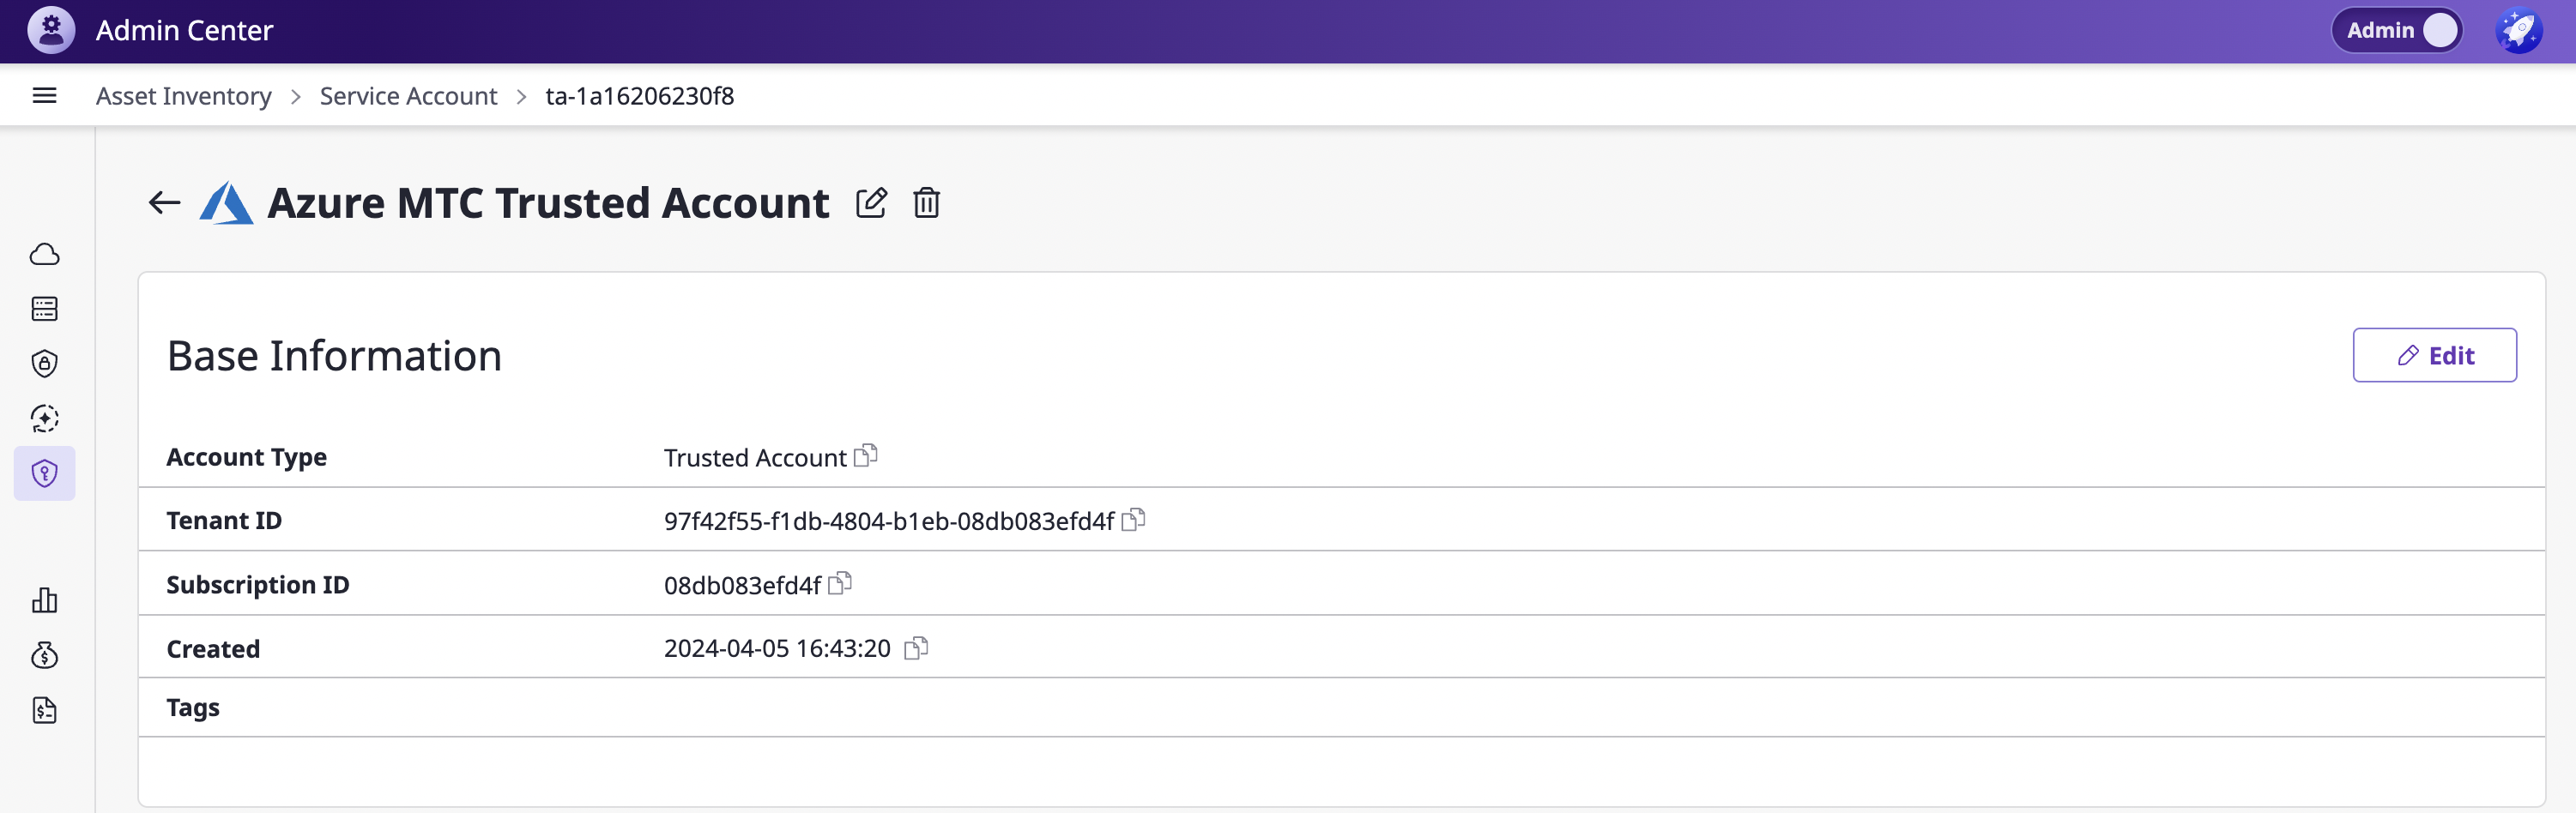 Admin Center
Admin
Asset Inventory > Service Account > ta-1a16206230f8
Azure MTC Trusted Account
Base Information
Edit
Account Type Trusted Account
Tenant ID 97f42f55-f1db-4804-b1eb-08db083efd4f
Subscription ID 08db083efd4f
Created 2024-04-05 16:43:20
Tags